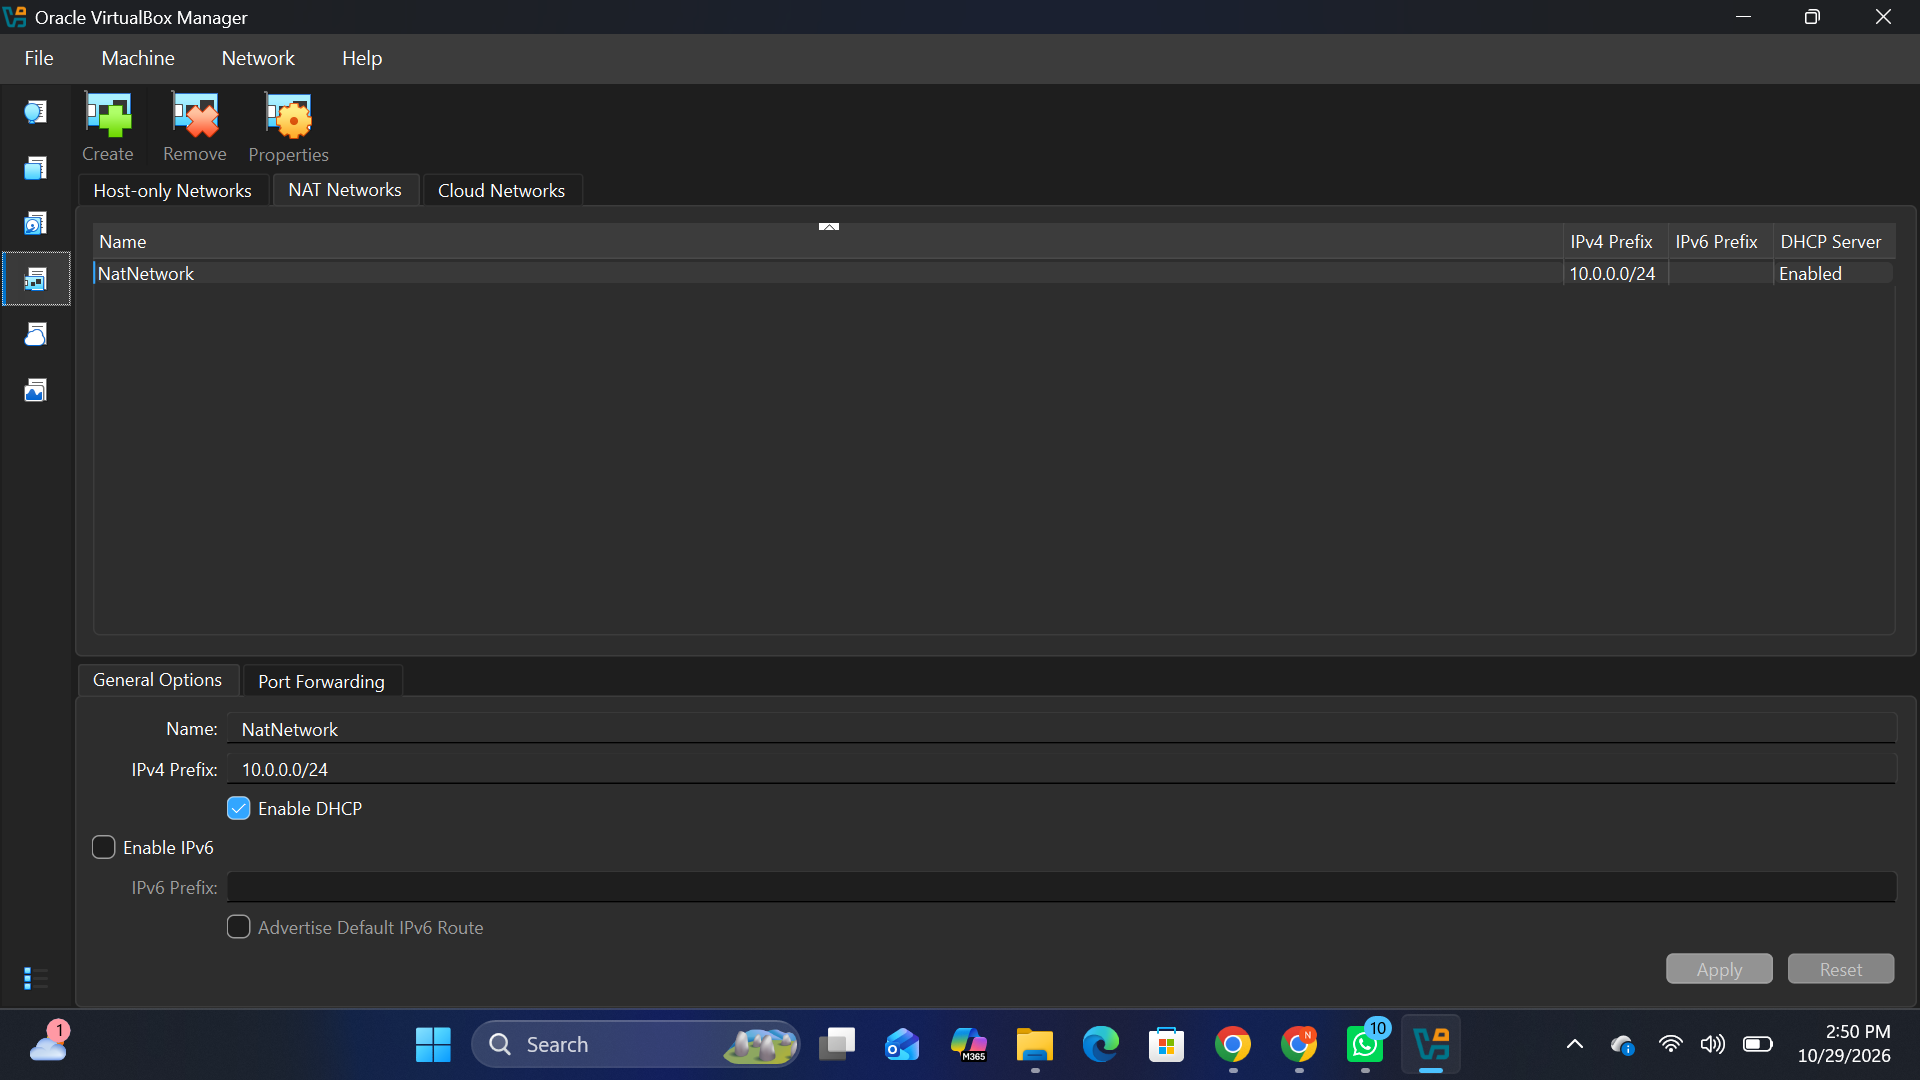 Oracle VirtualBox Manager
File Machine Network Help
Create Remove Properties
Host-only Networks NAT Networks Cloud Networks
Name IPv4 Prefix IPv6 Prefix DHCP Server
NatNetwork 10.0.0.0/24 Enabled
General Options Port Forwarding
Name: NatNetwork
IPv4 Prefix: 10.0.0.0/24
Enable DHCP
Enable IPv6
IPv6 Prefix:
Advertise Default IPv6 Route
Apply Reset
1
Search
M365
N
10
2:50 PM
10/29/2026